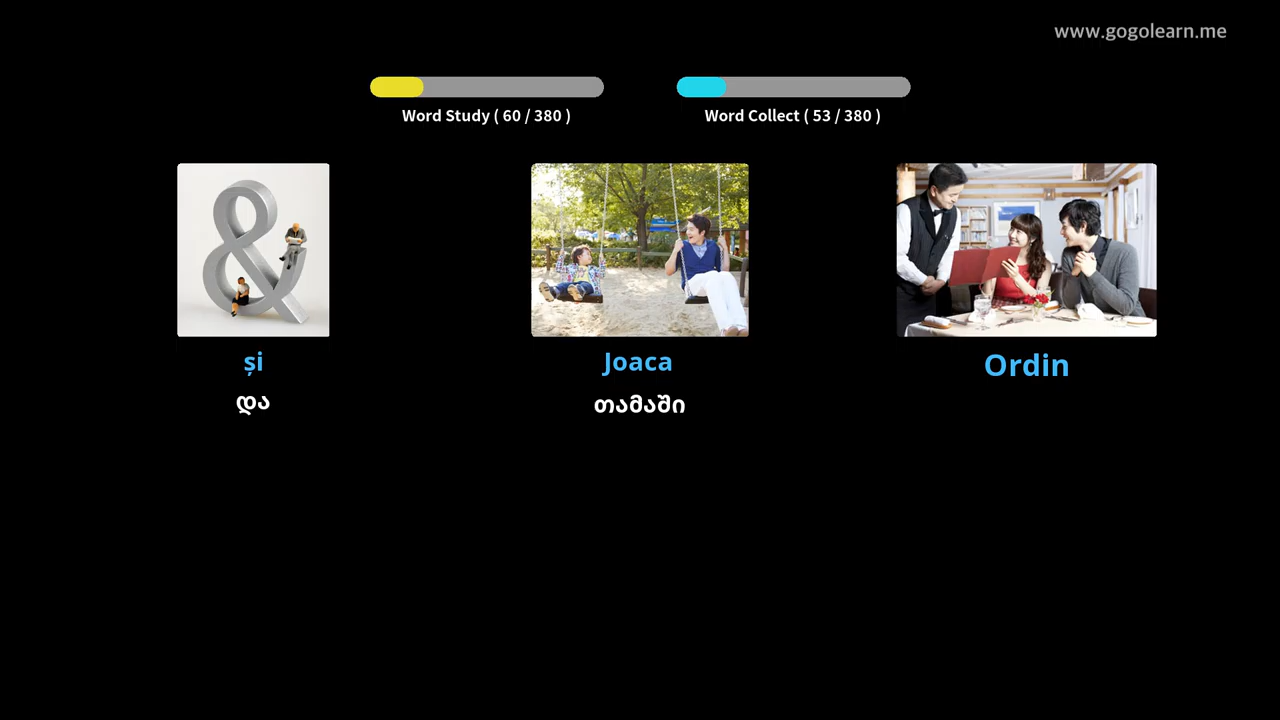 www.gogolearn.me
Word Study ( 60 / 380 )
Word Collect ( 53 / 380 )
&
și
Joaca
Ordin
და
თამაში